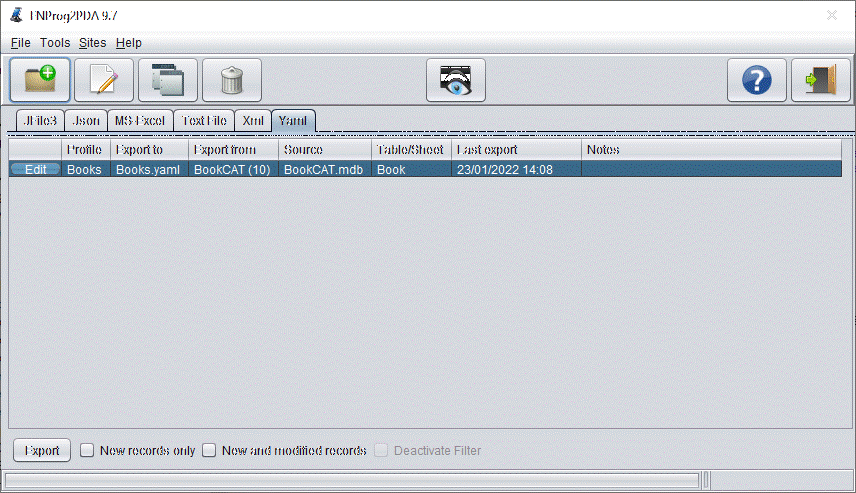 FNProg2PDA 9.7
File Tools Sites Help
JFile3 Json MS-Excel Text File Xml Yaml
Profile Export to Export from Source Table/Sheet Last export Notes
Edit Books Books.yaml BookCAT (10) BookCAT.mdb Book 23/01/2022 14:08
Export New records only New and modified records Deactivate Filter